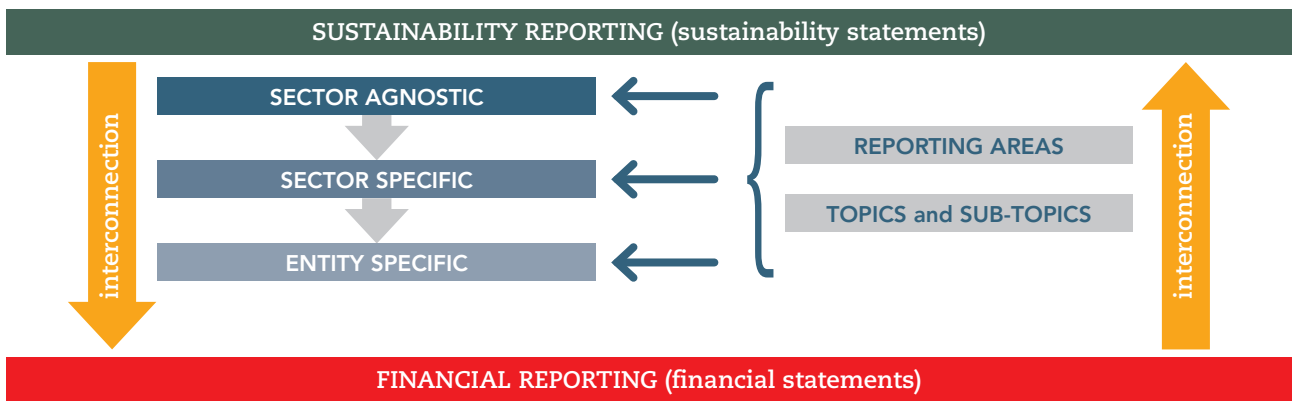 SUSTAINABILITY REPORTING (sustainability statements)
interconnection
SECTOR AGNOSTIC
SECTOR SPECIFIC
ENTITY SPECIFIC
REPORTING AREAS
TOPICS and SUB-TOPICS
interconnection
FINANCIAL REPORTING (financial statements)